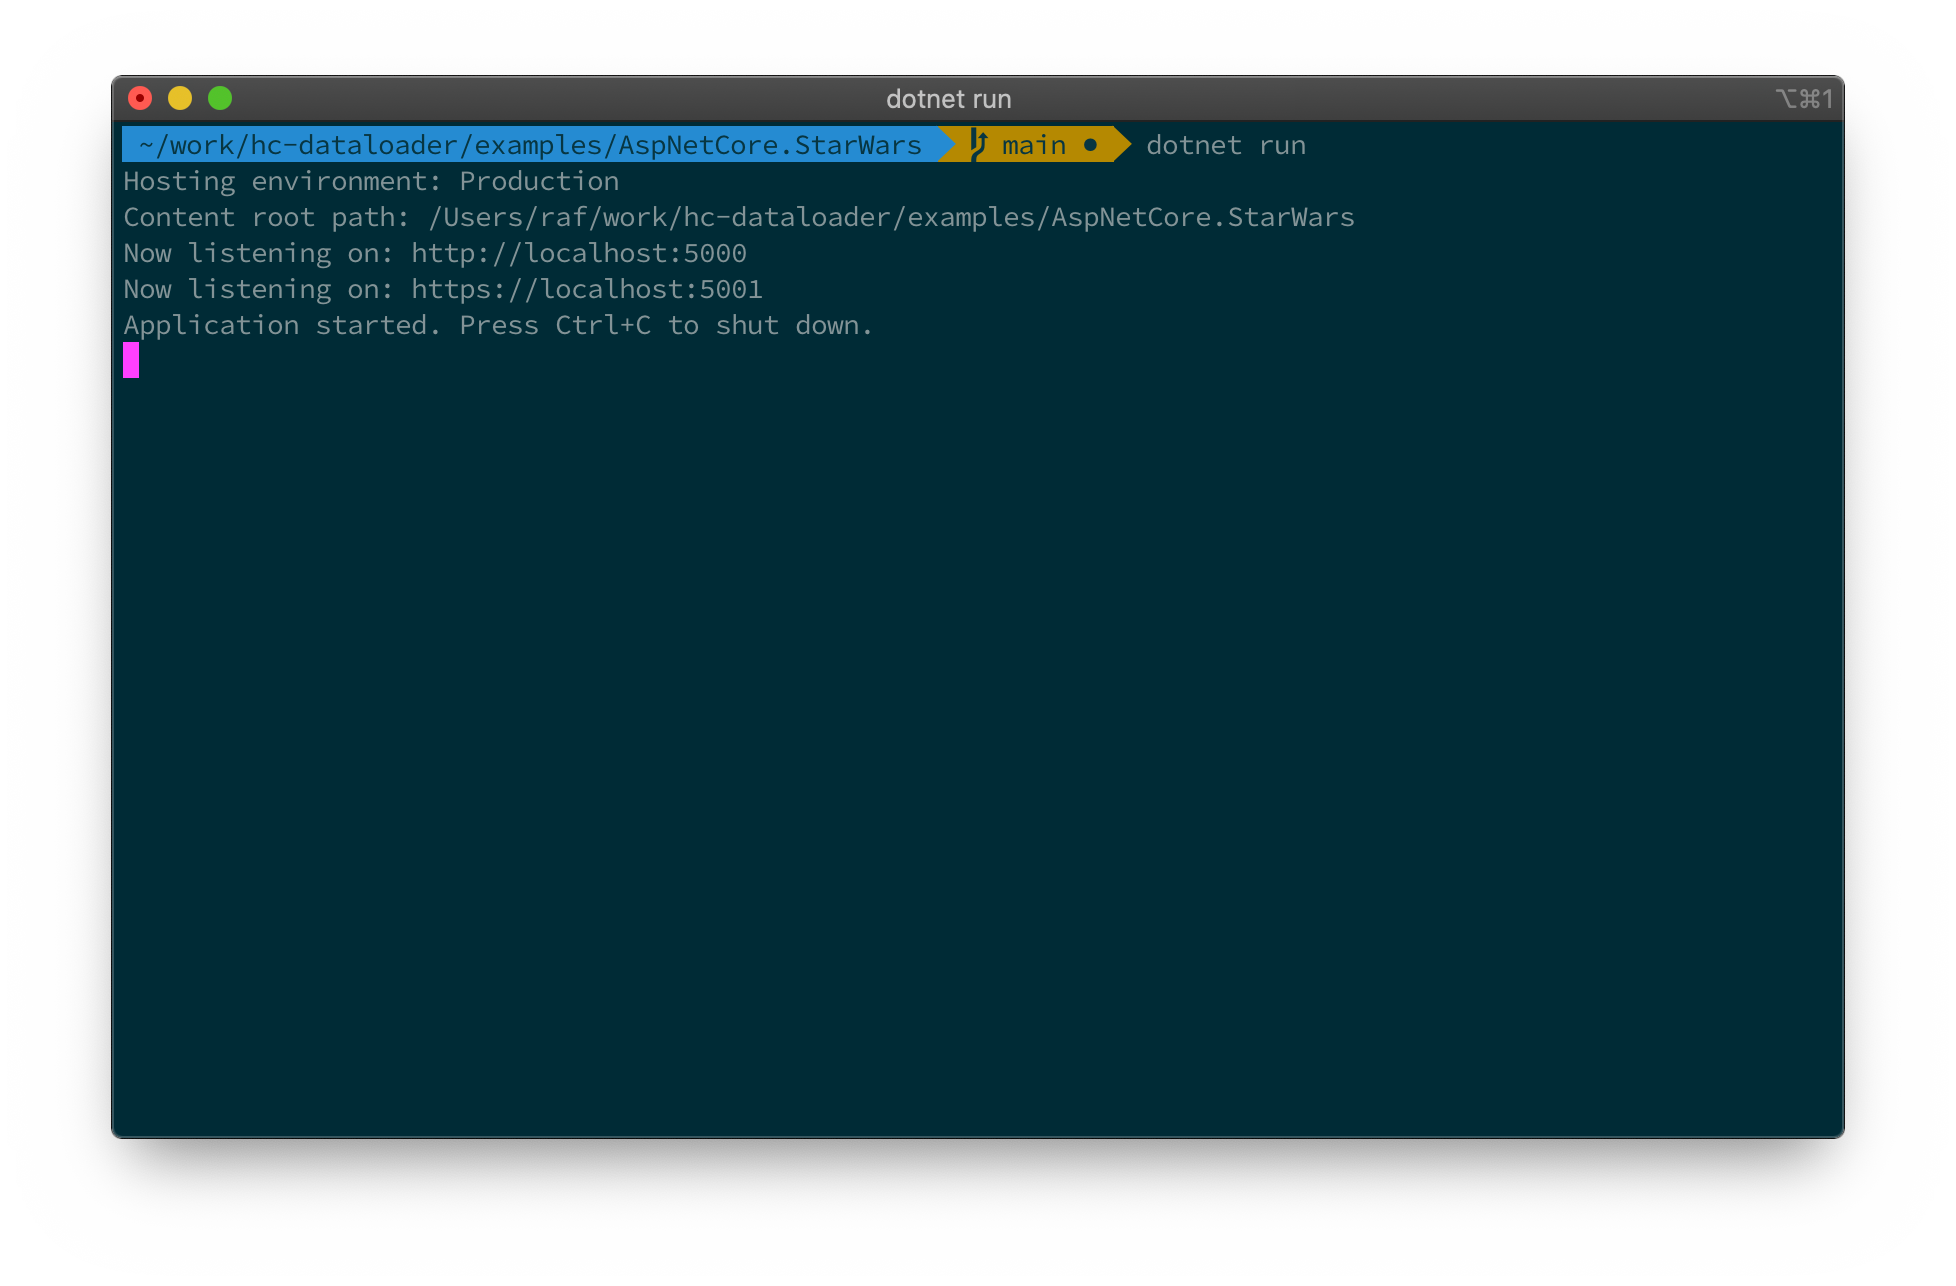 dotnet run
⌥⌘1
~/work/hc-dataloader/examples/AspNetCore.StarWars main ● dotnet run
Hosting environment: Production
Content root path: /Users/raf/work/hc-dataloader/examples/AspNetCore.StarWars
Now listening on: http://localhost:5000
Now listening on: https://localhost:5001
Application started. Press Ctrl+C to shut down.